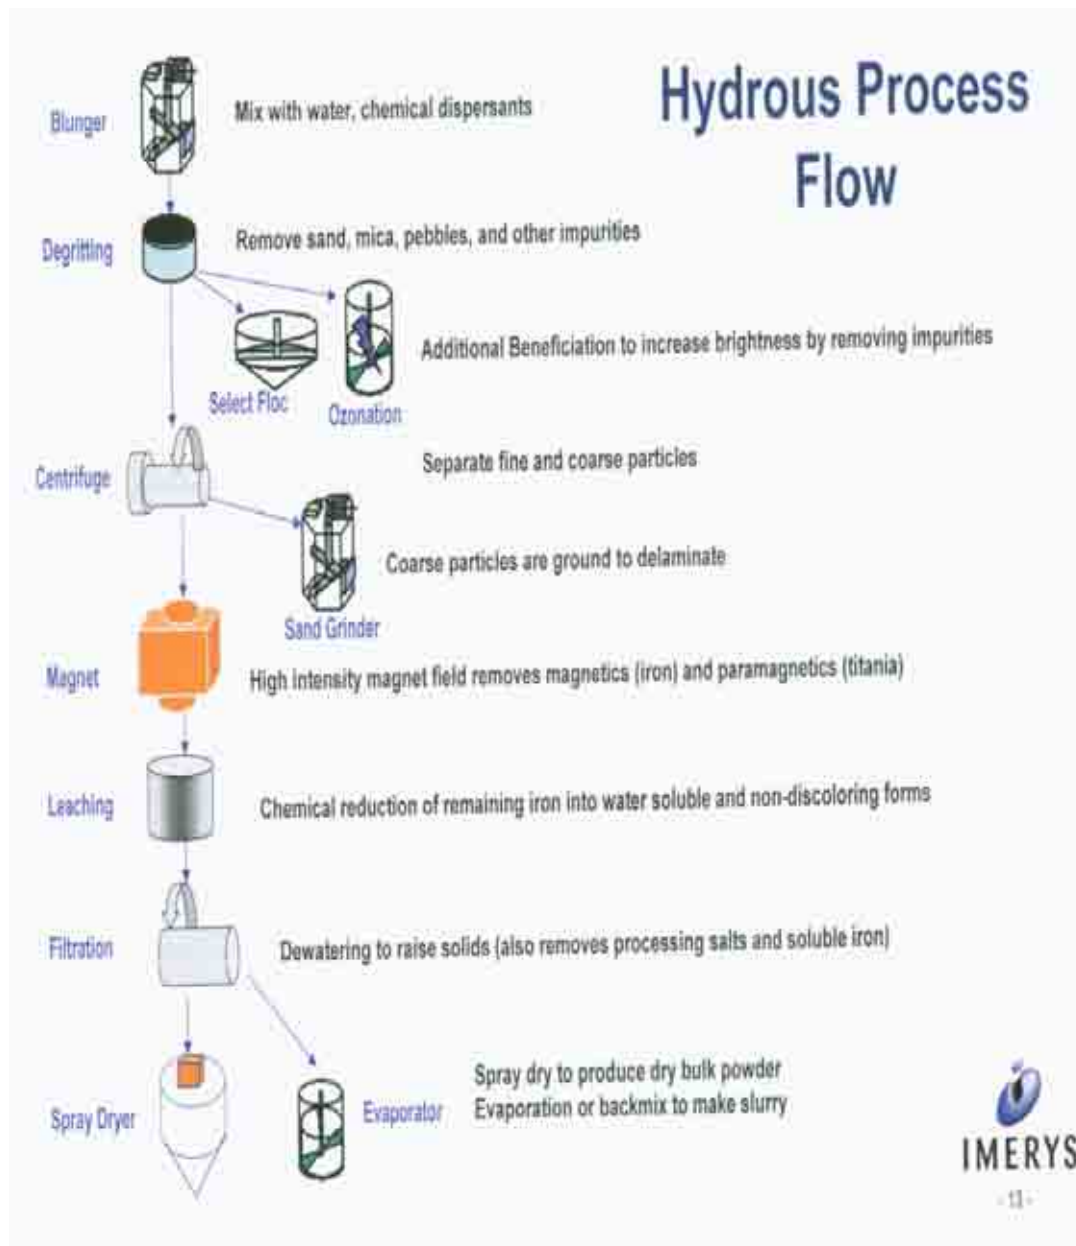 Hydrous Process
Flow
Blunger
Mix with water, chemical dispersants
Degritting
Remove sand, mica, pebbles, and other impurities
Additional Beneficiation to increase brightness by removing impurities
Select Floc
Ozonation
Centrifuge
Separate fine and coarse particles
Coarse particles are ground to delaminate
Sand Grinder
Magnet
High intensity magnet field removes magnetics (iron) and paramagnetics (titania)
Leaching
Chemical reduction of remaining iron into water soluble and non-discoloring forms
Filtration
Dewatering to raise solids (also removes processing salts and soluble iron)
Spray Dryer
Evaporator
Spray dry to produce dry bulk powder
Evaporation or backmix to make slurry
IMERYS
- 13 -